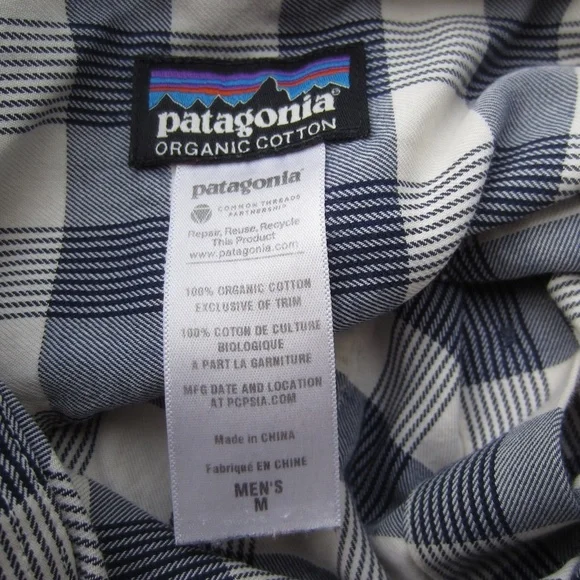 patagonia®
ORGANIC COTTON
patagonia®
COMMON THREADS
PARTNERSHIP™
Repair, Reuse, Recycle
This Product
www.patagonia.com
100% ORGANIC COTTON
EXCLUSIVE OF TRIM
100% COTON DE CULTURE
BIOLOGIQUE
A PART LA GARNITURE
MFG DATE AND LOCATION
AT PCPSIA.COM
Made in CHINA
Fabriqué EN CHINE
MEN'S
M